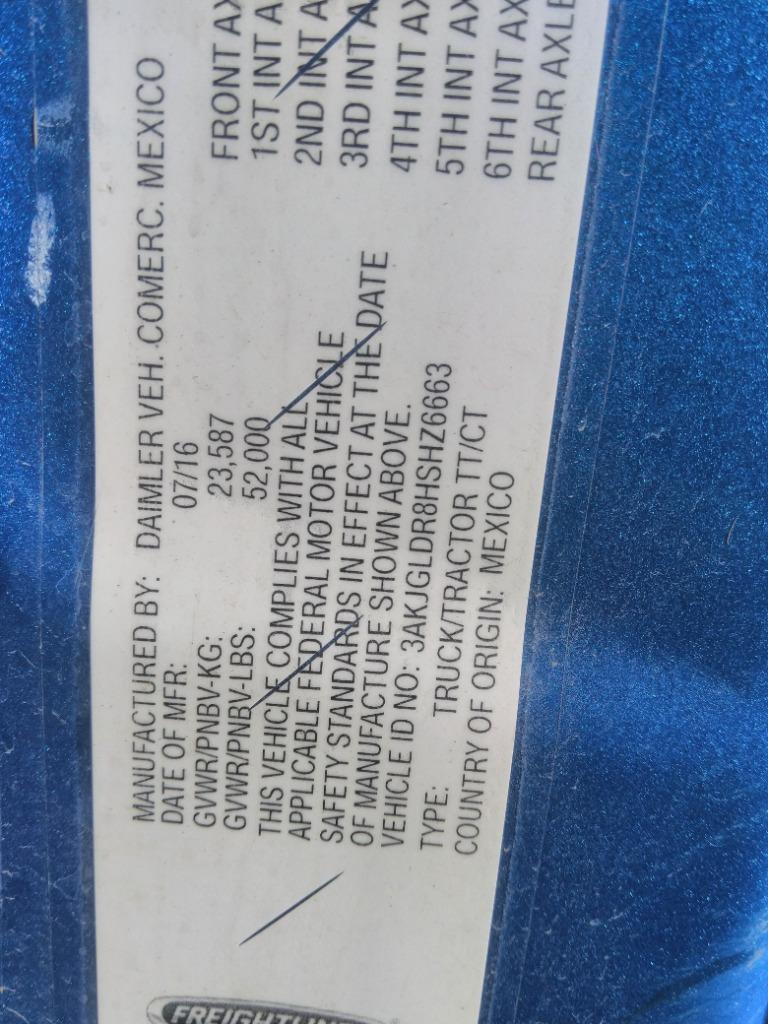 MANUFACTURED BY: DAIMLER VEH. COMERC. MEXICO
DATE OF MFR: 07/16
GVWR/PNBV-KG: 23,587
GVWR/PNBV-LBS: 52,000
THIS VEHICLE COMPLIES WITH ALL
APPLICABLE FEDERAL MOTOR VEHICLE
SAFETY STANDARDS IN EFFECT AT THE DATE
OF MANUFACTURE SHOWN ABOVE.
VEHICLE ID NO: 3AKJGLDR8HSHZ6663
TYPE: TRUCK/TRACTOR TT/CT
COUNTRY OF ORIGIN: MEXICO
FRONT AX
1ST INT A
2ND INT A
3RD INT A
4TH INT AX
5TH INT AX
6TH INT AX
REAR AXLE
FREIGHTLIN